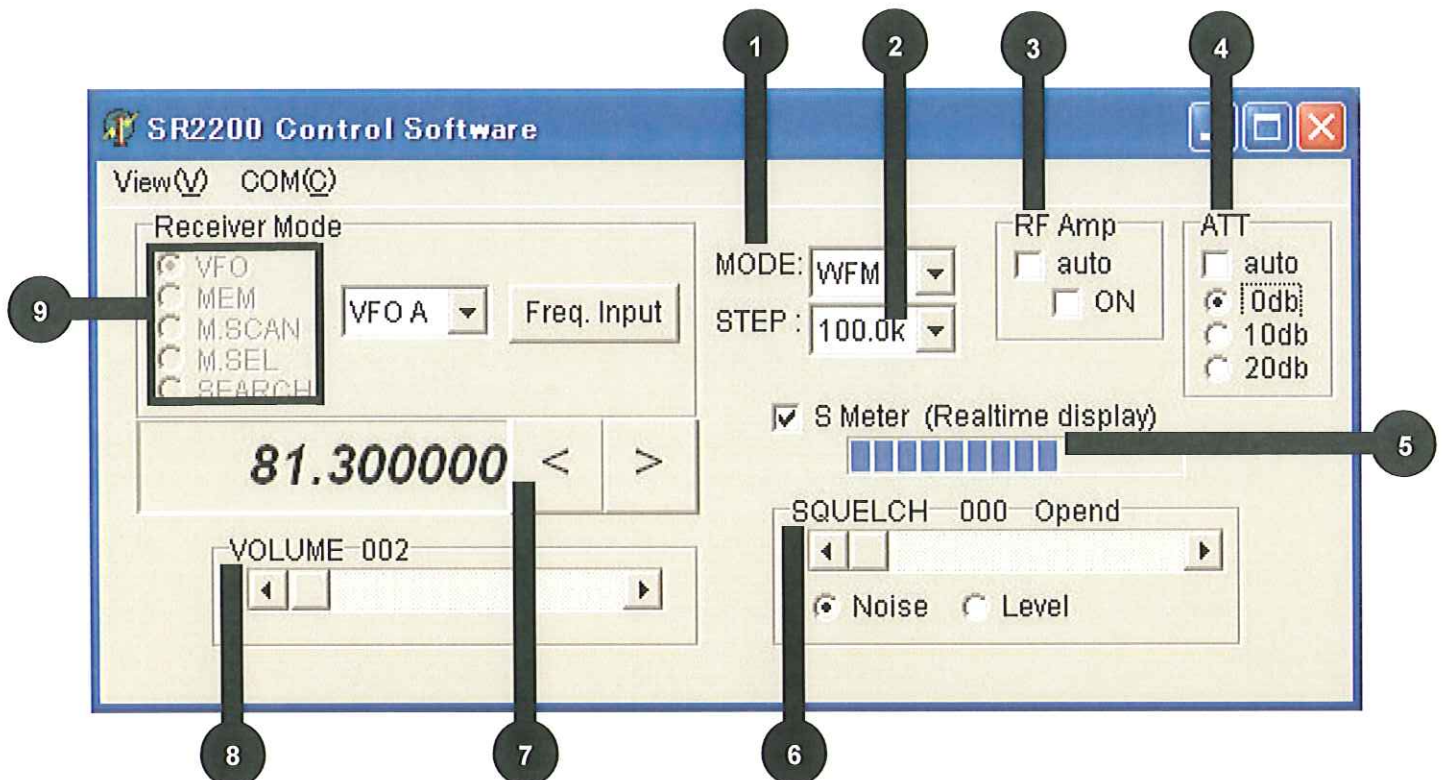 1 2 3 4
SR2200 Control Software
View(V) COM(C)
Receiver Mode
VFO
MEM
M.SCAN
M.SEL
SEARCH
9
VFO A
Freq. Input
MODE: WFM
STEP : 100.0k
RF Amp
auto
ON
ATT
auto
0db
10db
20db
S Meter (Realtime display)
5
81.300000 < >
SQUELCH 000 Opend
Noise Level
VOLUME 002
8 7 6